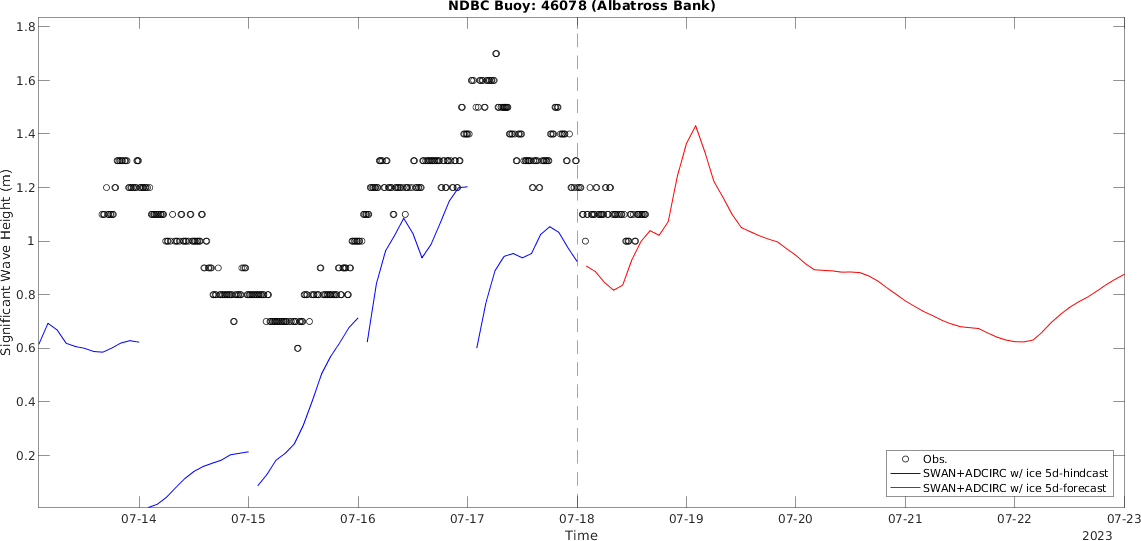 NDBC Buoy: 46078 (Albatross Bank)
1.8
1.6
1.4
1.2
1
0.8
0.6
0.4
0.2
Significant Wave Height (m)
Obs.
SWAN+ADCIRC w/ ice 5d-hindcast
SWAN+ADCIRC w/ ice 5d-forecast
07-14 07-15 07-16 07-17 07-18 07-19 07-20 07-21 07-22 07-23
Time
2023